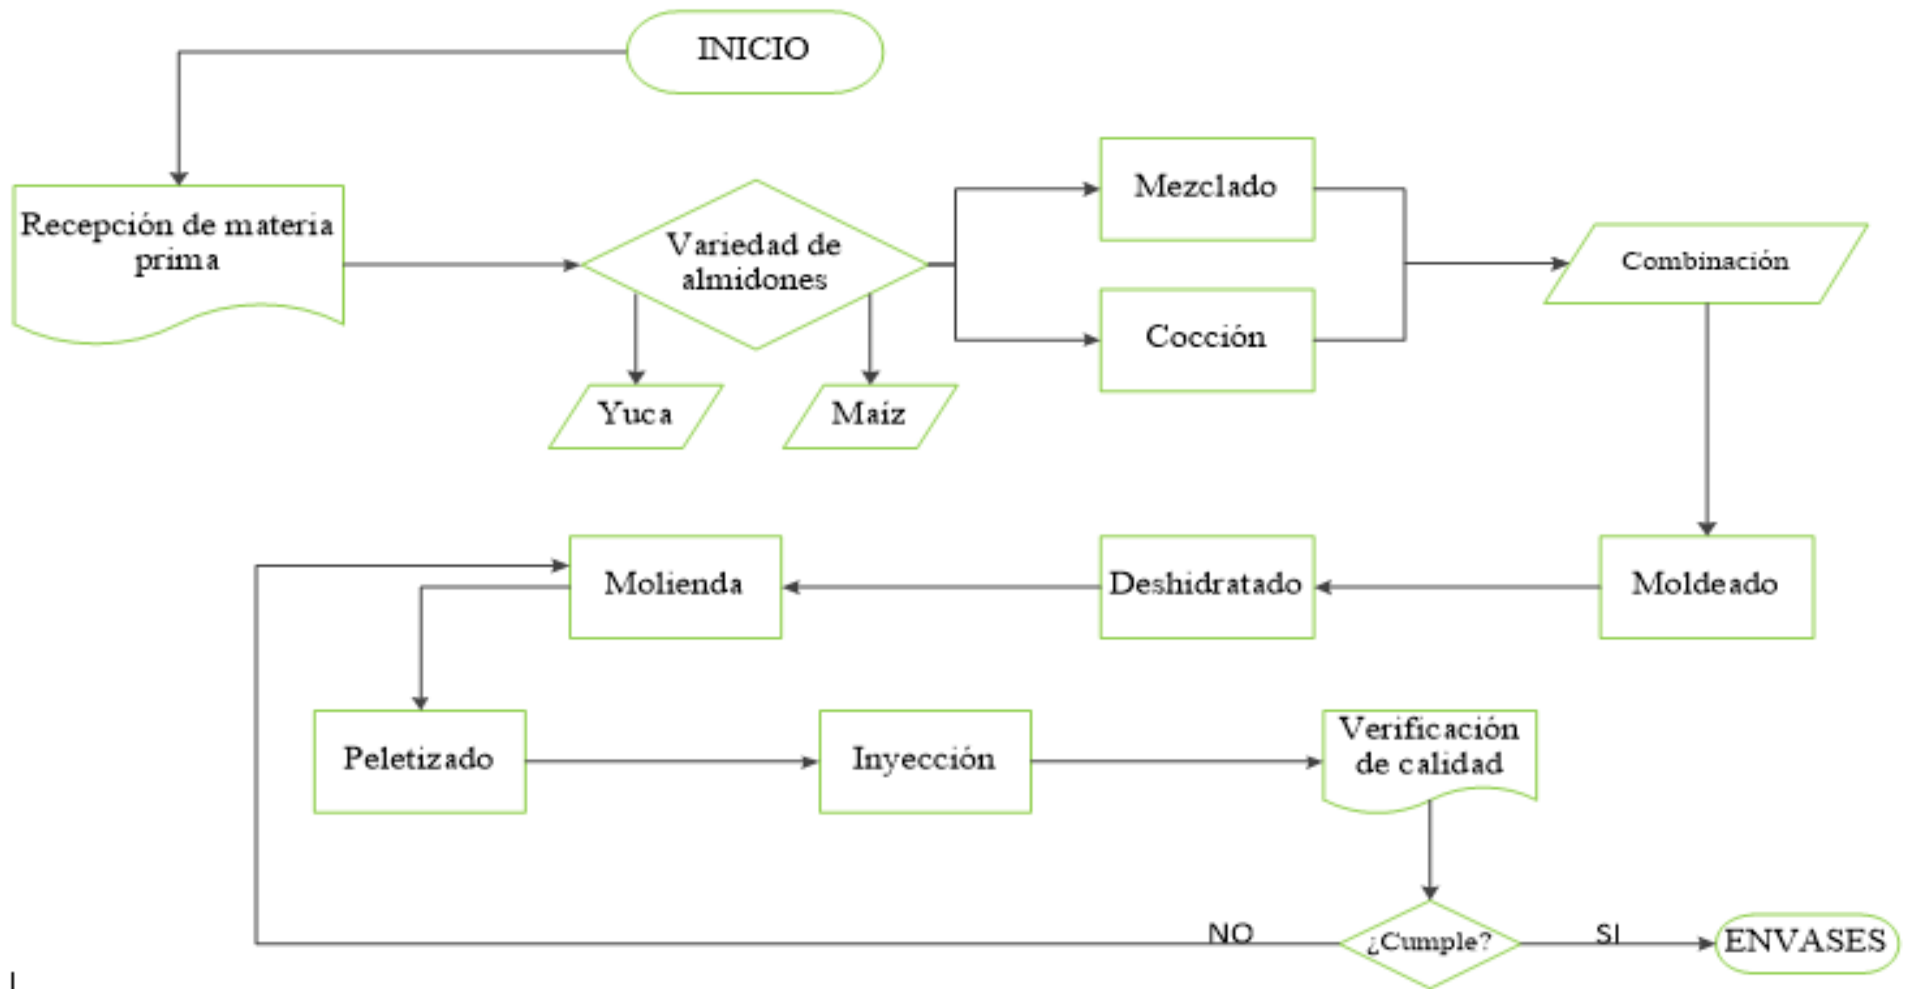 INICIO
Recepción de materia
prima
Variedad de
almidones
Yuca
Maíz
Mezclado
Cocción
Combinación
Moldeado
Deshidratado
Molienda
Peletizado
Inyección
Verificación
de calidad
¿Cumple?
NO
SI
ENVASES